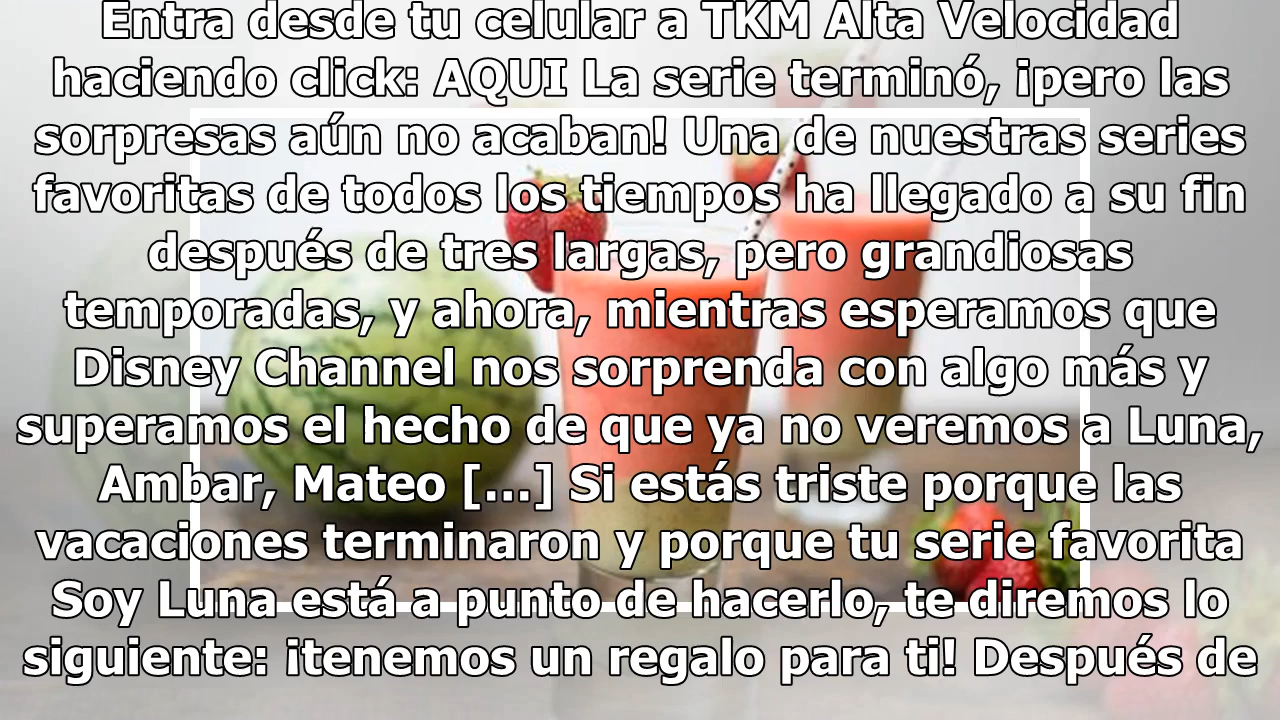 Entra desde tu celular a TKM Alta Velocidad
haciendo click: AQUI La serie terminó, ¡pero las
sorpresas aún no acaban! Una de nuestras series
favoritas de todos los tiempos ha llegado a su fin
después de tres largas, pero grandiosas
temporadas, y ahora, mientras esperamos que
Disney Channel nos sorprenda con algo más y
superamos el hecho de que ya no veremos a Luna,
Ambar, Mateo [...] Si estás triste porque las
vacaciones terminaron y porque tu serie favorita
Soy Luna está a punto de hacerlo, te diremos lo
siguiente: ¡tenemos un regalo para ti! Después de